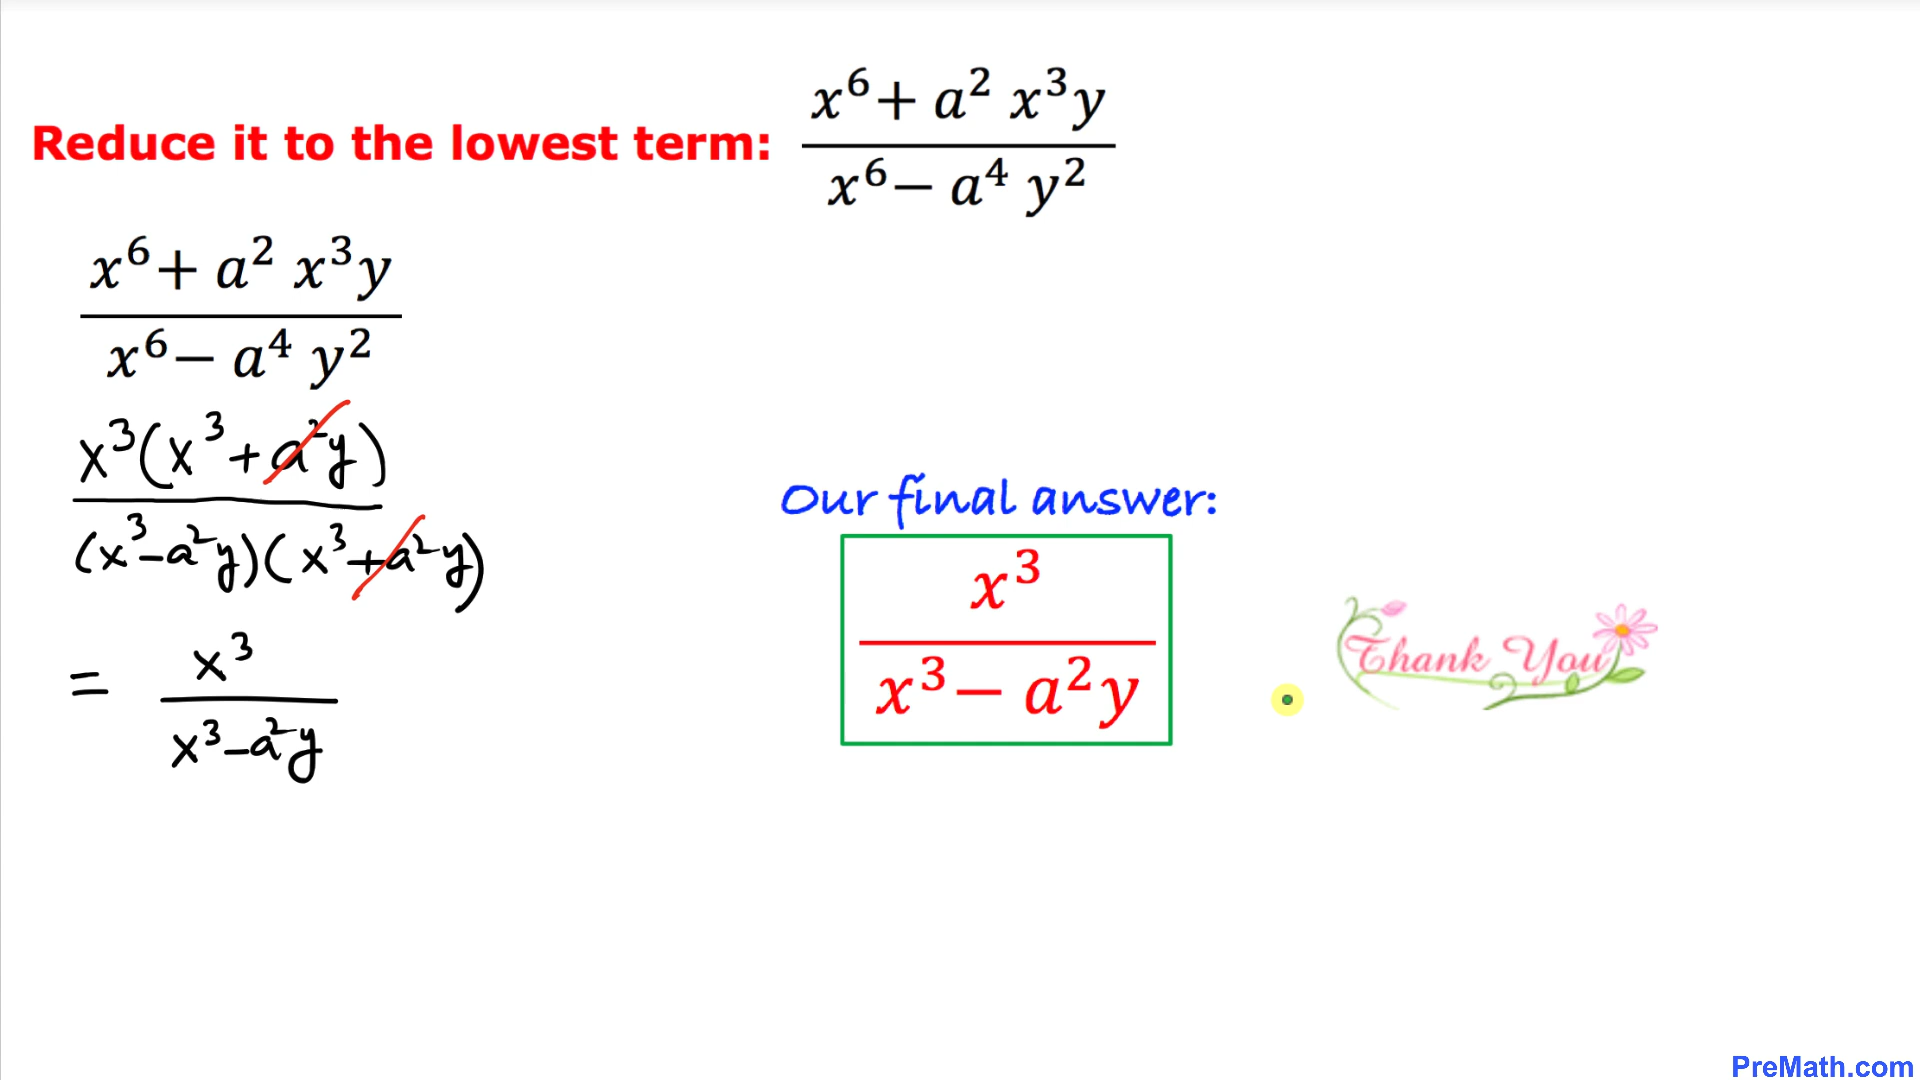 Reduce it to the lowest term: (x⁶ + a² x³y)/(x⁶ − a⁴ y²)
x⁶ + a² x³y
x⁶ − a⁴ y²
x³(x³ + a²y)
(x³ − a²y)(x³ + a²y)
= x³
x³ − a²y
Our final answer:
x³
x³ − a²y
Thank You
PreMath.com